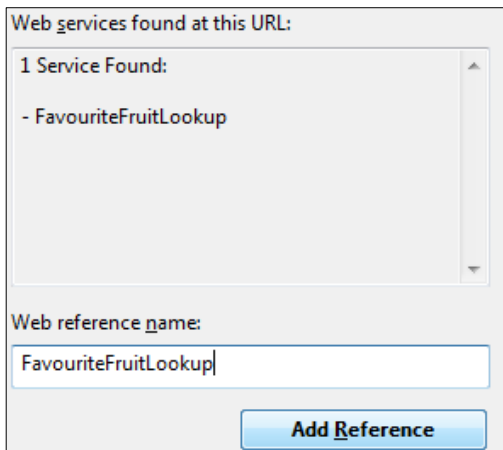 Web services found at this URL:
1 Service Found:
- FavouriteFruitLookup
Web reference name:
FavouriteFruitLookup
Add Reference